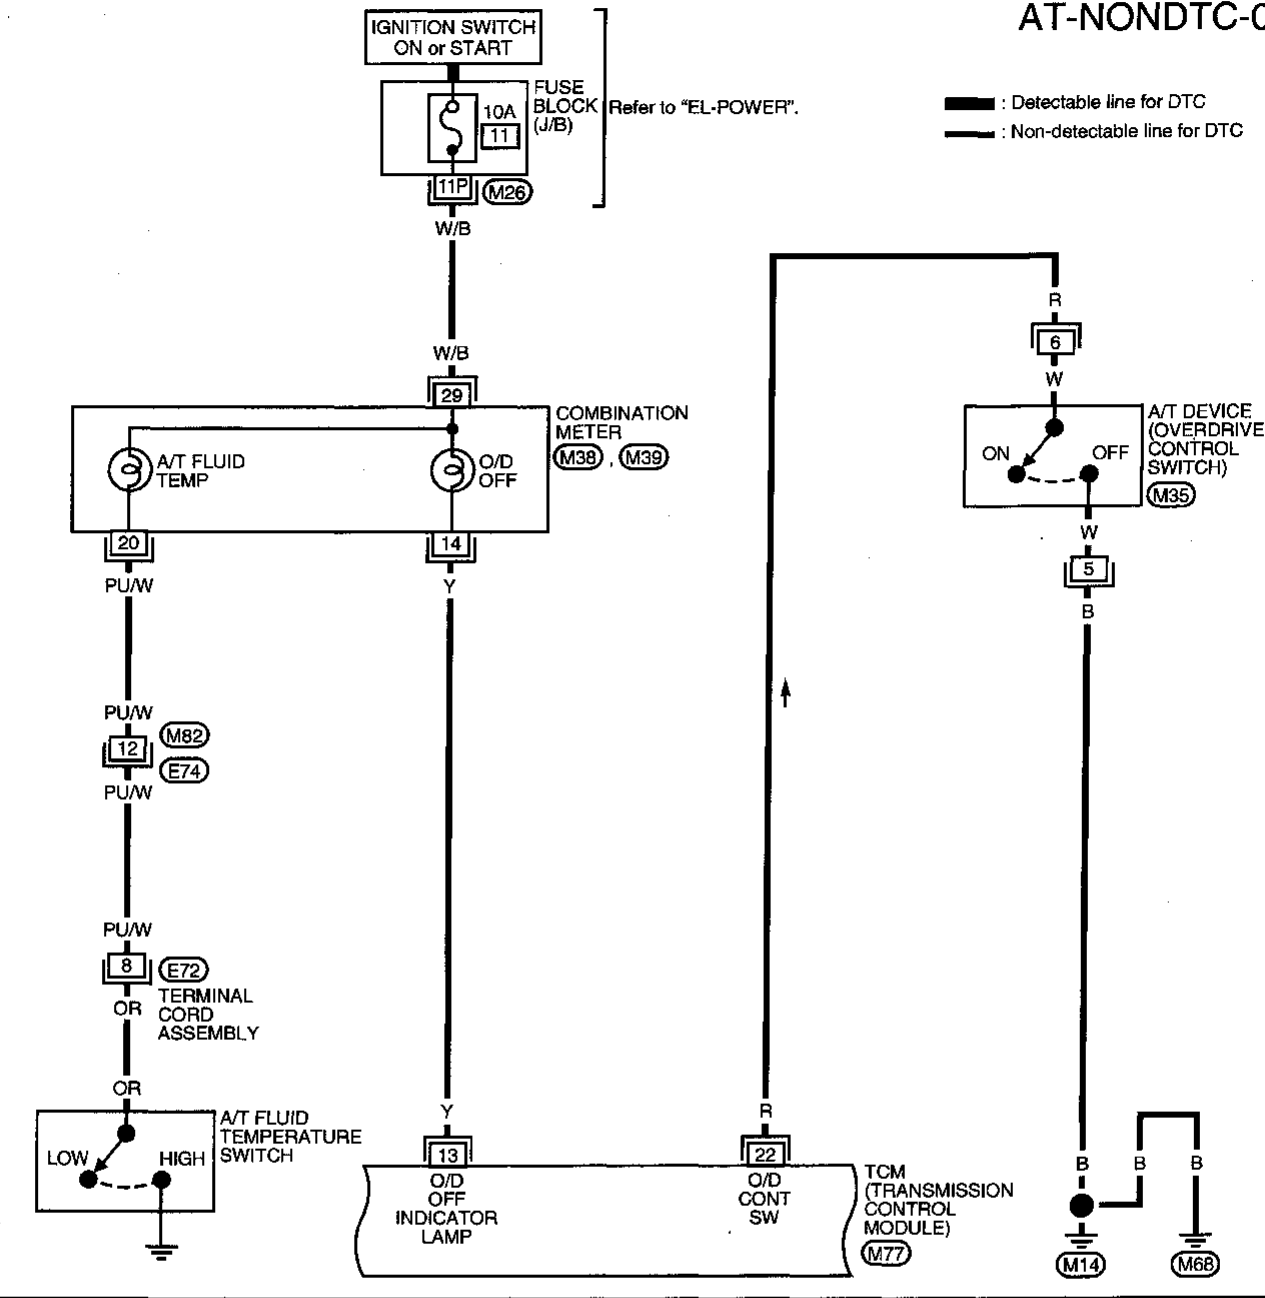 AT-NONDTC-0
IGNITION SWITCH
ON or START
FUSE
BLOCK
(J/B)
Refer to "EL-POWER".
10A
11
11P
M26
: Detectable line for DTC
: Non-detectable line for DTC
W/B
W/B
29
COMBINATION
METER
M38 , M39
A/T FLUID
TEMP
O/D
OFF
20
14
PU/W
Y
R
6
W
A/T DEVICE
(OVERDRIVE
CONTROL
SWITCH)
M35
ON
OFF
W
5
B
PU/W
12
M82
E74
PU/W
PU/W
8
E72
TERMINAL
CORD
ASSEMBLY
OR
OR
A/T FLUID
TEMPERATURE
SWITCH
LOW
HIGH
Y
13
O/D
OFF
INDICATOR
LAMP
R
22
O/D
CONT
SW
TCM
(TRANSMISSION
CONTROL
MODULE)
M77
B
B
B
M14
M68